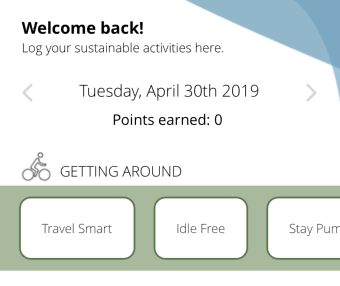 Welcome back!
Log your sustainable activities here.
Tuesday, April 30th 2019
Points earned: 0
GETTING AROUND
Travel Smart
Idle Free
Stay Pum